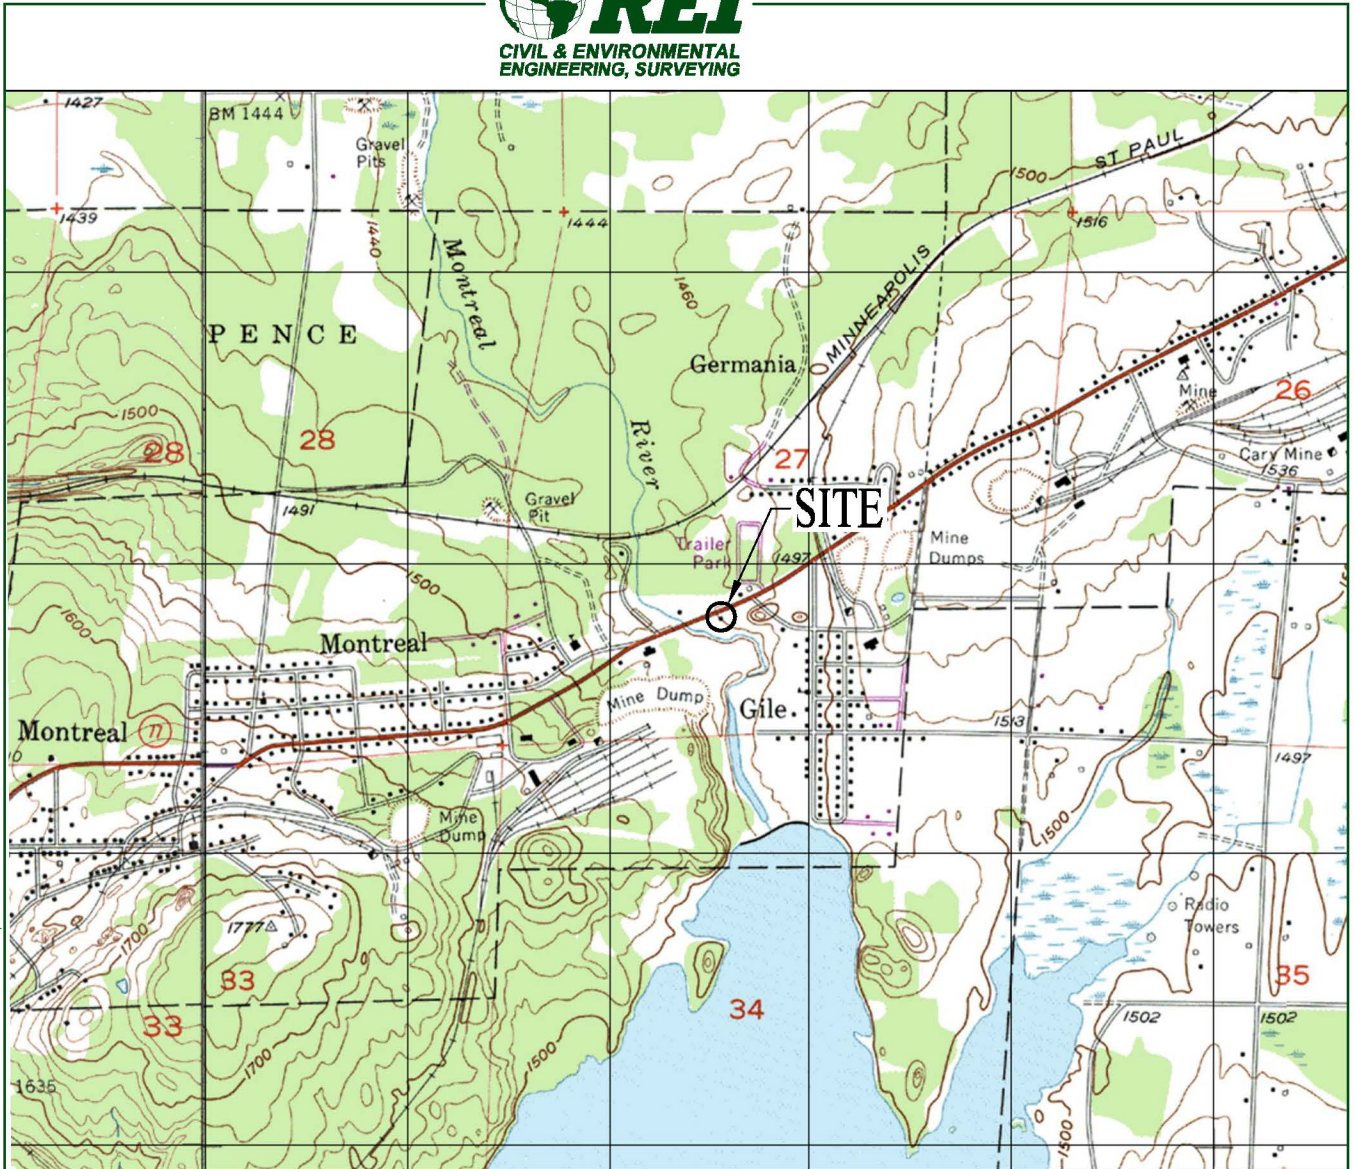 REI
CIVIL & ENVIRONMENTAL
ENGINEERING, SURVEYING
1427
BM 1444
Gravel
Pits
ST PAUL
1500
1439
1440
1444
1516
Montreal
MINNEAPOLIS
1460
PENCE
Germania
Mine
26
1500
28
28
River
27
Cary Mine
1536
1491
Gravel
Pit
SITE
Trailer
Park
1497
Mine
Dumps
1500
1600
Montreal
Mine Dump
Gile
1513
Montreal
77
1497
Mine
Dump
1500
1777
1700
Radio
Towers
33
33
34
35
1502
1502
1700
1500
1635
1500